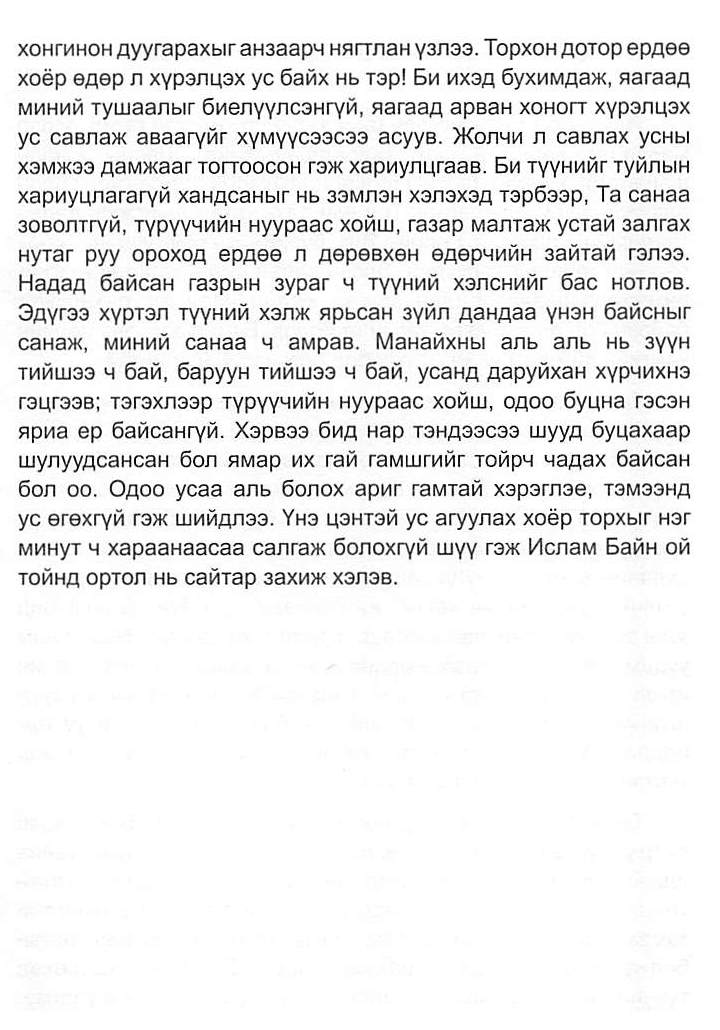 хонгинон дуугарахыг анзаарч нягтлан үзлээ. Торхон дотор ердөө
хоёр өдөр л хүрэлцэх ус байх нь тэр! Би ихэд бухимдаж, яагаад
миний тушаалыг биелүүлсэнгүй, яагаад арван хоногт хүрэлцэх
ус савлаж аваагүйг хүмүүсээсээ асуув. Жолчи л савлах усны
хэмжээ дамжааг тогтоосон гэж хариулцгаав. Би түүнийг туйлын
хариуцлагагүй хандсаныг нь зэмлэн хэлэхэд тэрбээр, Та санаа
зоволтгүй, түрүүчийн нуураас хойш, газар малтаж устай залгах
нутаг руу ороход ердөө л дөрөвхөн өдөрчийн зайтай гэлээ.
Надад байсан газрын зураг ч түүний хэлснийг бас нотлов.
Эдүгээ хүртэл түүний хэлж ярьсан зүйл дандаа үнэн байсныг
санаж, миний санаа ч амрав. Манайхны аль аль нь зүүн
тийшээ ч бай, баруун тийшээ ч бай, усанд даруйхан хүрчихнэ
гэцгээв; тэгэхлээр түрүүчийн нуураас хойш, одоо буцна гэсэн
яриа ер байсангүй. Хэрвээ бид нар тэндээсээ шууд буцахаар
шулуудсансан бол ямар их гай гамшгийг тойрч чадах байсан
бол оо. Одоо усаа аль болох ариг гамтай хэрэглэе, тэмээнд
ус өгөхгүй гэж шийдлээ. Үнэ цэнтэй ус агуулах хоёр торхыг нэг
минут ч хараанаасаа салгаж болохгүй шүү гэж Ислам Байн ой
тойнд ортол нь сайтар захиж хэлэв.